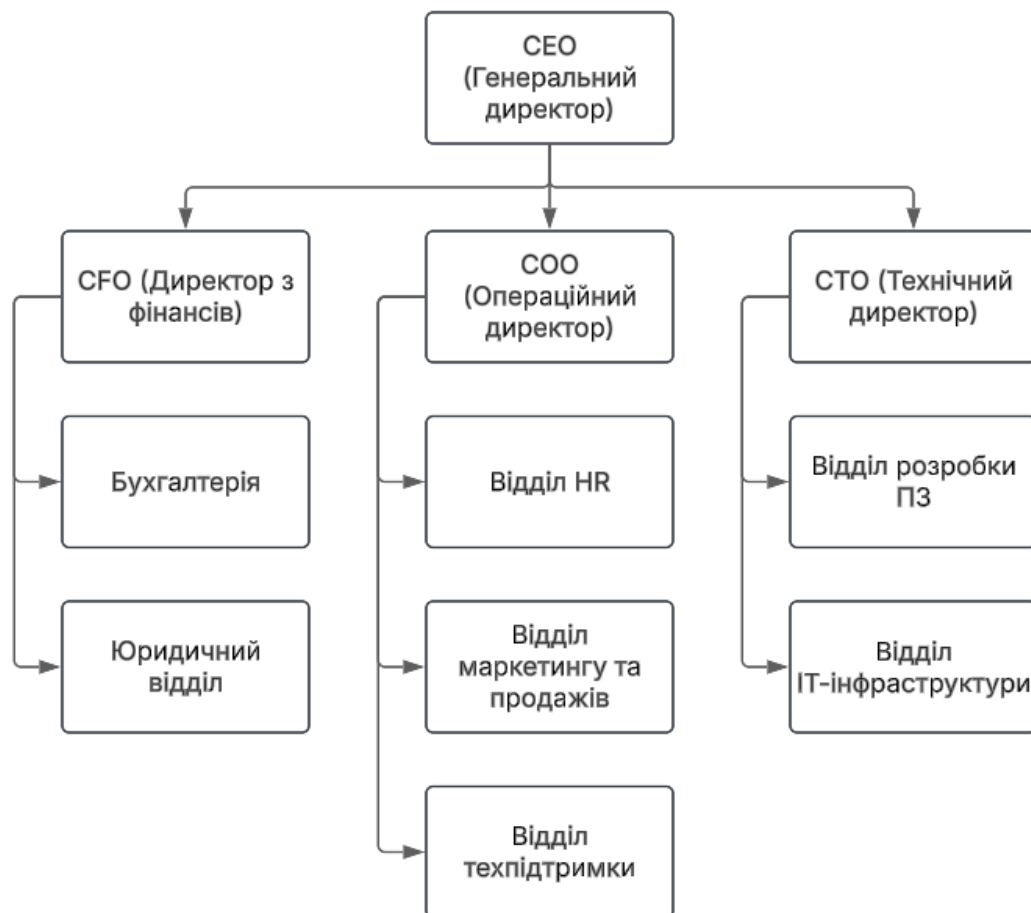 CEO
(Генеральний
директор)
CFO (Директор з
фінансів)
COO
(Операційний
директор)
CTO (Технічний
директор)
Бухгалтерія
Відділ HR
Відділ розробки
ПЗ
Юридичний
відділ
Відділ
маркетингу та
продажів
Відділ
ІТ-інфраструктури
Відділ
техпідтримки